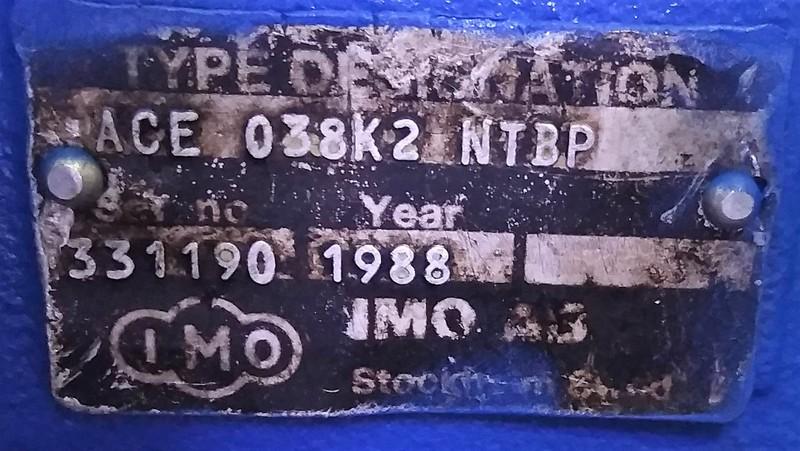 TYPE DESIGNATION
ACE 038K2 NTBP
Ser no Year
331190 1988
IMO IMO AB
Stockholm